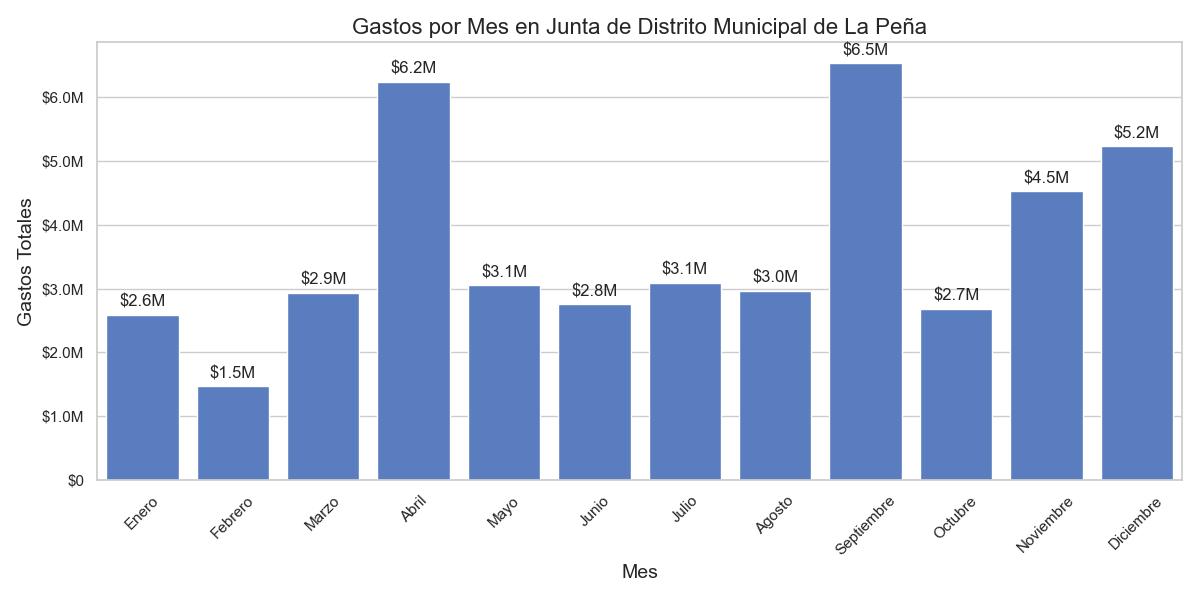 Gastos por Mes en Junta de Distrito Municipal de La Peña
Gastos Totales
$6.0M
$5.0M
$4.0M
$3.0M
$2.0M
$1.0M
$0
$2.6M
$1.5M
$2.9M
$6.2M
$3.1M
$2.8M
$3.1M
$3.0M
$6.5M
$2.7M
$4.5M
$5.2M
Enero
Febrero
Marzo
Abril
Mayo
Junio
Julio
Agosto
Septiembre
Octubre
Noviembre
Diciembre
Mes